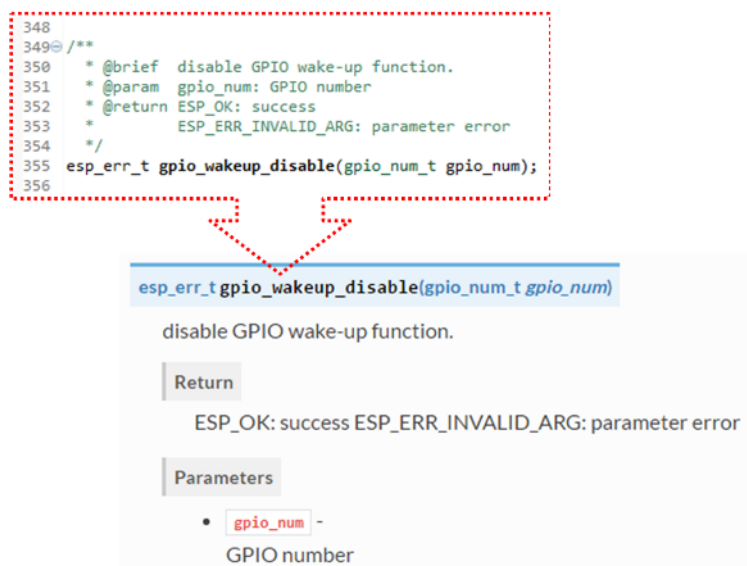 348
349 /**
350 * @brief disable GPIO wake-up function.
351 * @param gpio_num: GPIO number
352 * @return ESP_OK: success
353 * ESP_ERR_INVALID_ARG: parameter error
354 */
355 esp_err_t gpio_wakeup_disable(gpio_num_t gpio_num);
356
esp_err_t gpio_wakeup_disable(gpio_num_t gpio_num)
disable GPIO wake-up function.
Return
ESP_OK: success ESP_ERR_INVALID_ARG: parameter error
Parameters
• gpio_num -
GPIO number